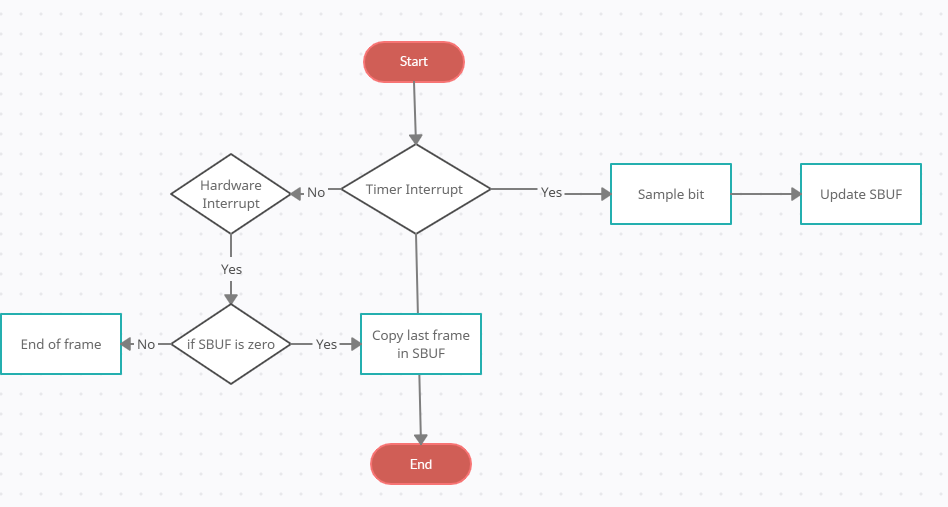 Start
Hardware
Interrupt
No
Timer Interrupt
Yes
Sample bit
Update SBUF
Yes
End of frame
No
if SBUF is zero
Yes
Copy last frame
in SBUF
End